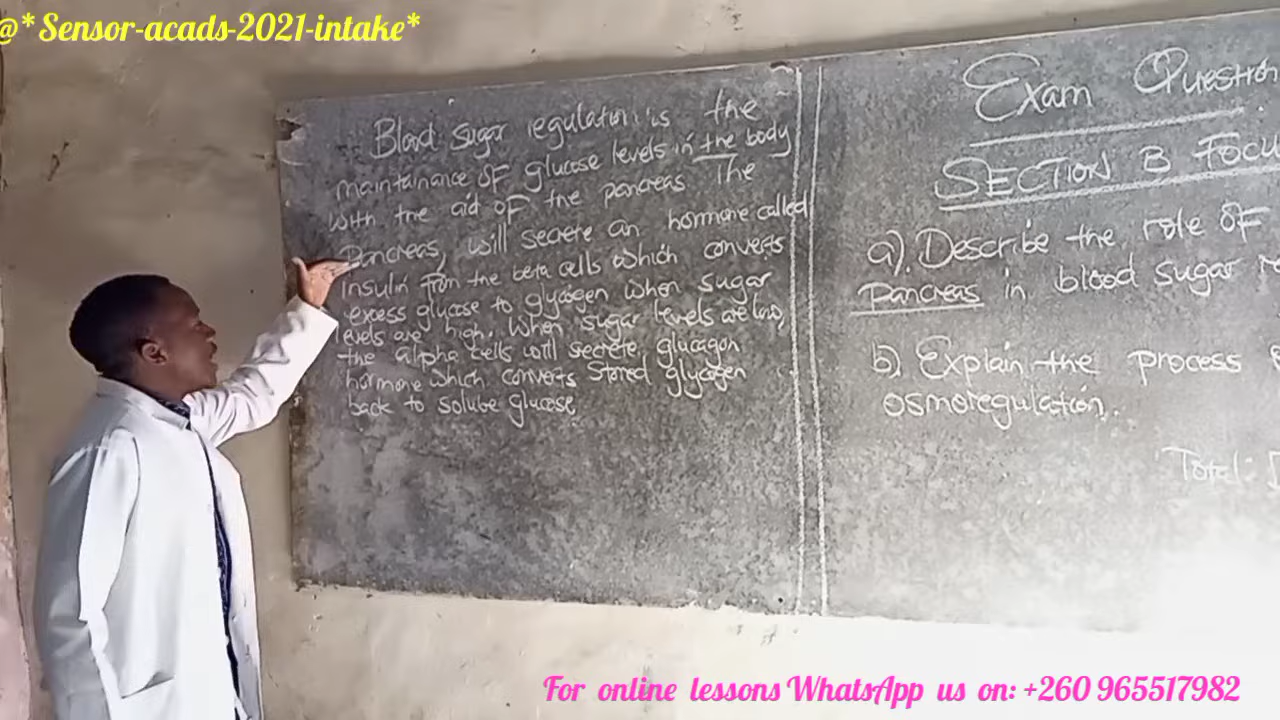 @*Sensor-acads-2021-intake*
Blood sugar regulation is the
maintainance of glucose levels in the body
with the aid of the pancreas The
Pancreas, will secrete an hormone called
insulin from the beta cells which converts
excess glucose to glycogen when sugar
levels are high. When sugar levels are low,
the alpha cells will secrete glucagon
hormone which converts stored glycogen
back to soluble glucose,
Exam Question
SECTION B FOCU
a). Describe the role of
pancreas in blood sugar re
b) Explain the process
osmoregulation.
Total: [
For online lessons WhatsApp us on: +260 965517982